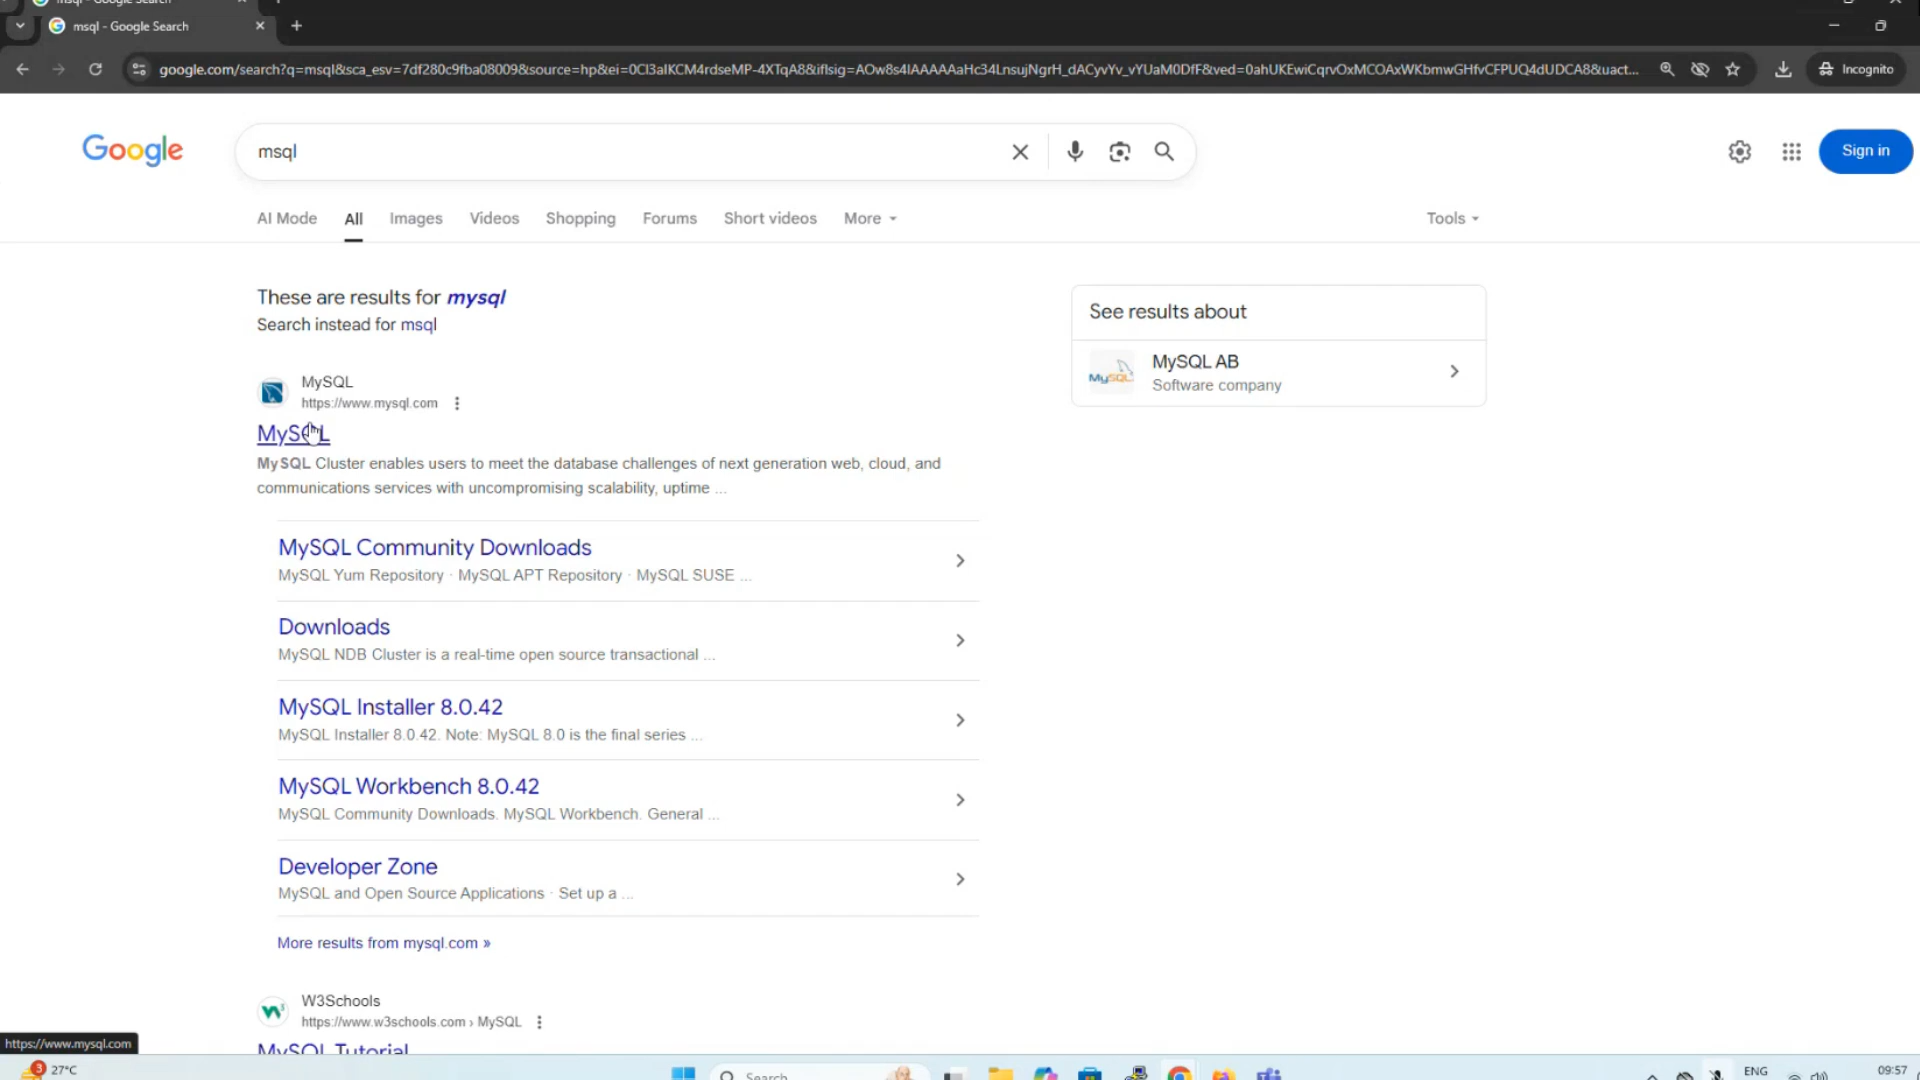 msql - Google Search
google.com/search?q=msql&sca_esv=7df280c9fba08009&source=hp&ei=0CI3aIKCM4rdseMP-4XTqA8&iflsig=AOw8s4IAAAAAaHc34LnsujNgrH_dACyvYv_vYUaM0DfF&ved=0ahUKEwiCqrvOxMCOAxWKbmwGHfvCFPUQ4dUDCA8&uact...
Incognito
Google
msql
Sign in
AI Mode
All
Images
Videos
Shopping
Forums
Short videos
More
Tools
These are results for mysql
Search instead for msql
See results about
MySQL
MySQL AB
Software company
MySQL
https://www.mysql.com
MySQL
MySQL Cluster enables users to meet the database challenges of next generation web, cloud, and
communications services with uncompromising scalability, uptime ...
MySQL Community Downloads
MySQL Yum Repository · MySQL APT Repository · MySQL SUSE ...
Downloads
MySQL NDB Cluster is a real-time open source transactional ...
MySQL Installer 8.0.42
MySQL Installer 8.0.42. Note: MySQL 8.0 is the final series ...
MySQL Workbench 8.0.42
MySQL Community Downloads. MySQL Workbench. General ...
Developer Zone
MySQL and Open Source Applications · Set up a ...
More results from mysql.com »
W3Schools
https://www.w3schools.com › MySQL
MySQL Tutorial
https://www.mysql.com
3
27°C
Search
ENG
09:57